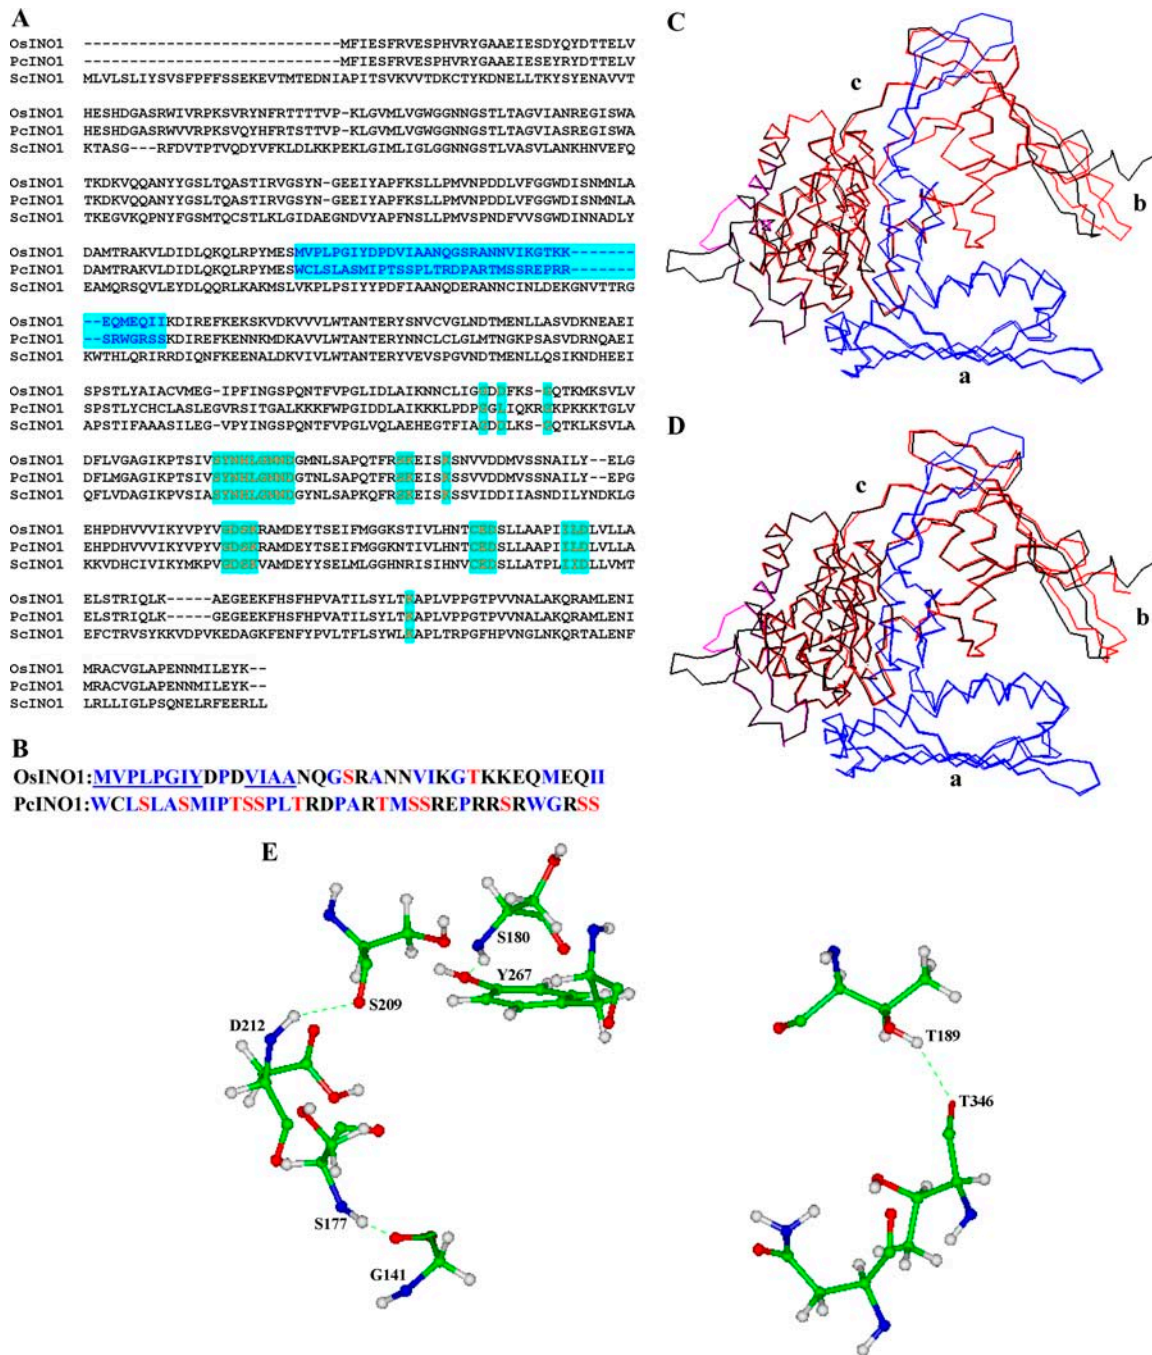 A
OsINO1 ----------------------------MFIESFRVESPHVRYGAAEIESDYQYDTTELV
PcINO1 ----------------------------MFIESFRVESPHVRYGAAEIESEYRYDTTELV
ScINO1 MLVLSLIYSVSFPFFSSEKEVTMTEDNIAPITSVKVVTDKCTYKDNELLTKYSYENAVVT
OsINO1 HESHDGASRWIVRPKSVRYNFRTTTTVP-KLGVMLVGWGGNNGSTLTAGVIANREGISWA
PcINO1 HESHDGASRWVVRPKSVQYHFRTSTTVP-KLGVMLVGWGGNNGSTLTAGVIASREGISWA
ScINO1 KTASG---RFDVTPTVQDYVFKLDLKKPEKLGIMLIGLGGNNGSTLVASVLANKHNVEFQ
OsINO1 TKDKVQQANYYGSLTQASTIRVGSYN-GEEIYAPFKSLLPMVNPDDLVFGGWDISNMNLA
PcINO1 TKDKVQQANYYGSLTQASTIRVGSYN-GEEIYAPFKSLLPMVNPDDLVFGGWDISNMNLA
ScINO1 TKEGVKQPNYFGSMTQCSTLKLGIDAEGNDVYAPFNSLLPMVSPNDFVVSGWDINNADLY
OsINO1 DAMTRAKVLDIDLQKQLRPYMESMVPLPGIYDPDVIAANQGSRANNVIKGTKK-------
PcINO1 DAMTRAKVLDIDLQKQLRPYMESWCLSLASMIPTSSPLTRDPARTMSSREPRR-------
ScINO1 EAMQRSQVLEYDLQQRLKAKMSLVKPLPSIYYPDFIAANQDERANNCINLDEKGNVTTRG
OsINO1 --EQMEQIIKDIREFKEKSKVDKVVVLWTANTERYSNVCVGLNDTMENLLASVDKNEAEI
PcINO1 --SRWGRSSKDIREFKENNKMDKAVVLWTANTERYNNLCLCLGLMTNGKPSASVDRNQAEI
ScINO1 KWTHLQRIRRDIQNFKEENALDKVIVLWTANTERYVEVSPGVNDTMENLLQSIKNDHEEI
OsINO1 SPSTLYAIACVMEG-IPFINGSPQNTFVPGLIDLAIKNNCLIGGDDFKS-GQTKMKSVLV
PcINO1 SPSTLYCHCLASLEGVRSITGALKKKFWPGIDDLAIKKKLPDPGGLIQKRGKPKKKTGLV
ScINO1 APSTIFAAASILEG-VPYINGSPQNTFVPGLVQLAEHEGTFIAGDDLKS-GQTKLKSVLA
OsINO1 DFLVGAGIKPTSIVSYNHLGNNDGMNLSAPQTFRSKEISKSNVVDDMVSSNAILY--ELG
PcINO1 DFLMGAGIKPTSIVSYNHLGNNDGMNLSAPQTFRSKEISKSNVVDDMVSSNAILY--EPG
ScINO1 QFLVDAGIKPVSIASYNHLGNNDGYNLSAPKQFRSKEISKSSVIDDIIASNDILYNDKLG
OsINO1 EHPDHVVVIKYVPYVGDSKRAMDEYTSEIFMGGKSTIVLHNTCEDSLLAAPIILDLVLLA
PcINO1 EHPDHVVVIKYVPYVGDSKRAMDEYTSEIFMGGKNTIVLHNTCEDSLLAAPIILDLVLLA
ScINO1 KKVDHCIVIKYMKPVGDSKVAMDEYYSELMLGGHNRISIHNVCEDSLLATPLIIDLLVMT
OsINO1 ELSTRIQLK-----AEGEEKFHSFHPVATILSYLTKAPLVPPGTPVVNALAKQRAMLENI
PcINO1 ELSTRIQLK-----GEGEEKFHSFHPVATILSYLTKAPLVPPGTPVVNALAKQRAMLENI
ScINO1 EFCTRVSYKKVDPVKEDAGKFENFYPVLTFLSYWLKAPLTRPGFHPVNGLNKQRTALENF
OsINO1 MRACVGLAPENNMILEYK--
PcINO1 MRACVGLAPENNMILEYK--
ScINO1 LRLLIGLPSQNELRFEERLL
B
OsINO1:MVPLPGIYDPDVIAANQGSRANNVIKGTKKEQMEQII
PcINO1:WCLSLASMIPTSSPLTRDPARTMSSREPRRSRWGRSS
C
c
b
a
D
c
b
a
E
S180
Y267
S209
D212
S177
G141
T189
T346